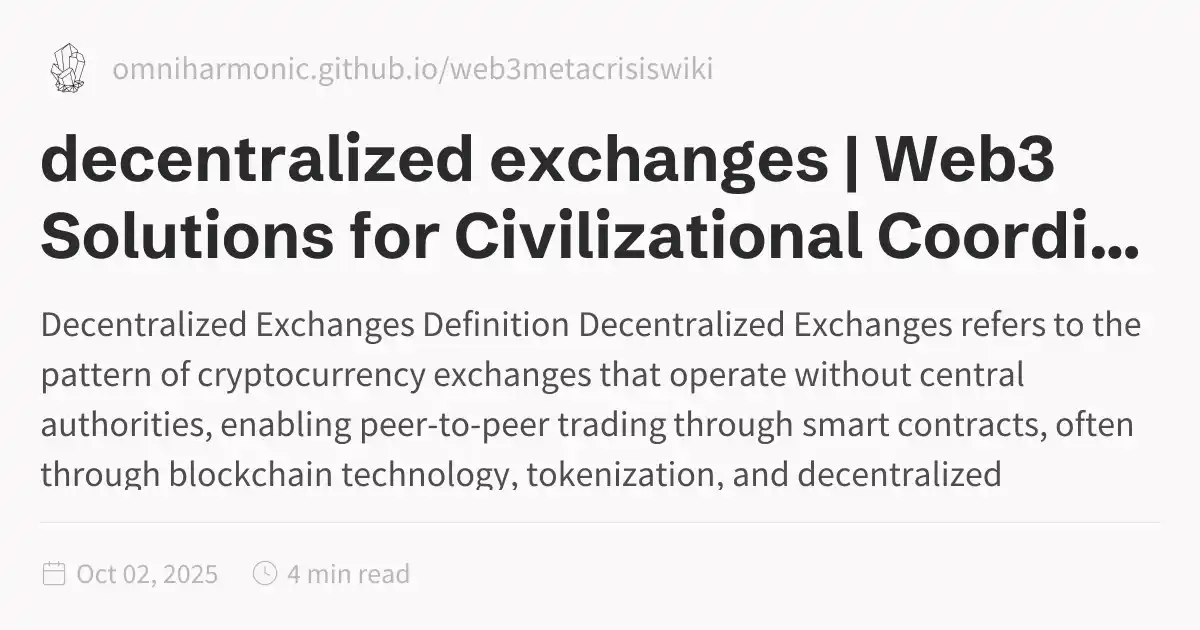 omniharmonic.github.io/web3metacrisiswiki
decentralized exchanges | Web3
Solutions for Civilizational Coordi...
Decentralized Exchanges Definition Decentralized Exchanges refers to the
pattern of cryptocurrency exchanges that operate without central
authorities, enabling peer-to-peer trading through smart contracts, often
through blockchain technology, tokenization, and decentralized
Oct 02, 2025
4 min read